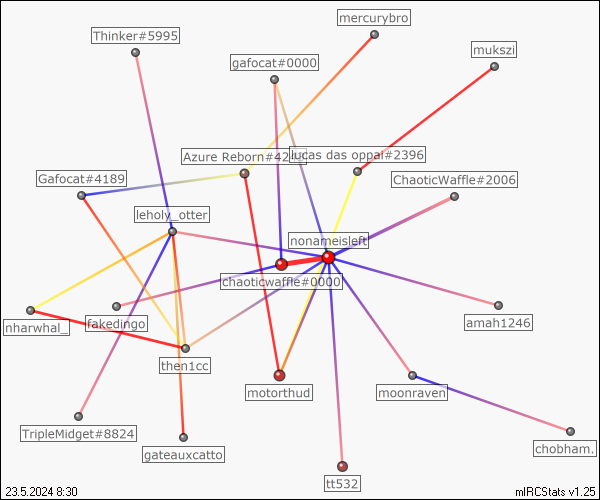 mercurybro
Thinker#5995
mukszi
gafocat#0000
lucas das oppai#2396
Azure Reborn#42
Gafocat#4189
ChaoticWaffle#2006
leholy_otter
nonameisleft
chaoticwaffle#0000
nharwhal_
fakedingo
amah1246
then1cc
motorthud
moonraven
TripleMidget#8824
gateauxcatto
chobham.
tt532
23.5.2024 8:30
mIRCStats v1.25